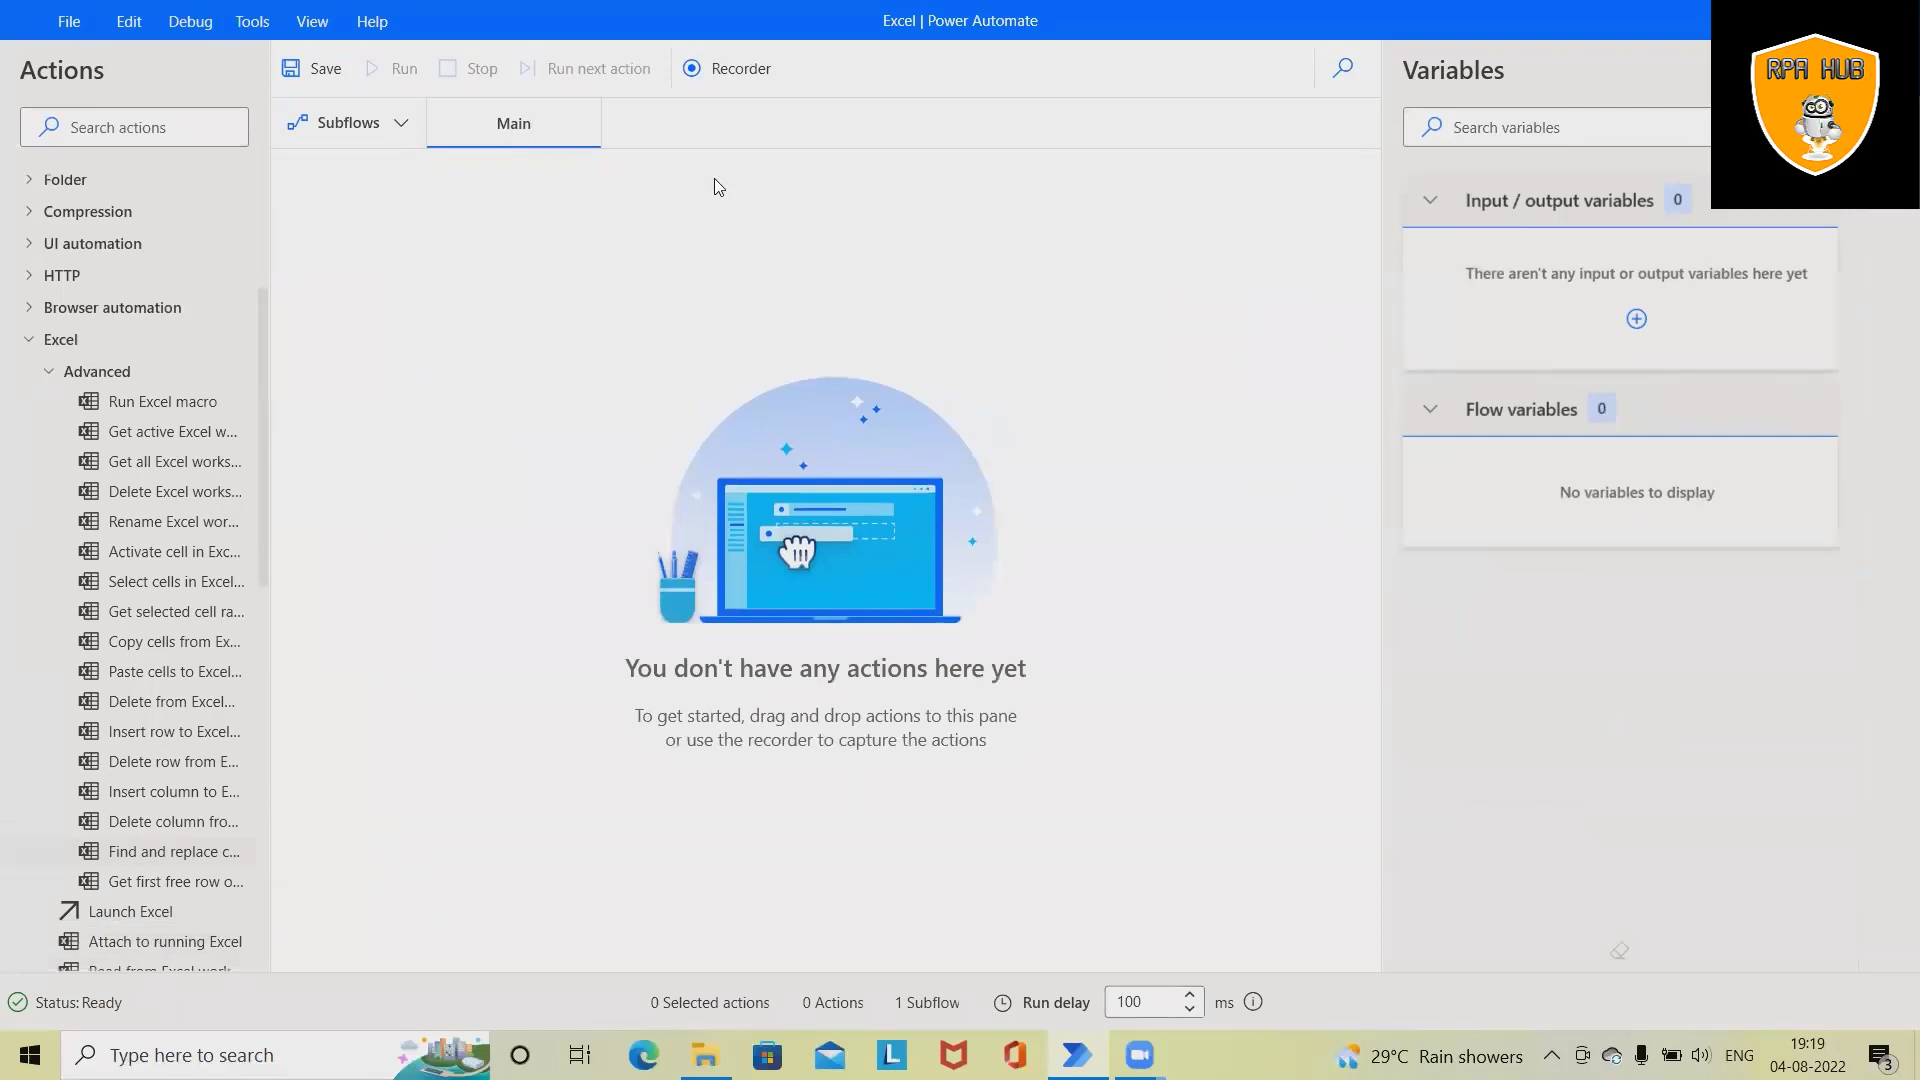 File Edit Debug Tools View Help
Excel | Power Automate
RPA HUB
Actions
Search actions
Folder
Compression
UI automation
HTTP
Browser automation
Excel
Advanced
Run Excel macro
Get active Excel w...
Get all Excel works...
Delete Excel works...
Rename Excel wor...
Activate cell in Exc...
Select cells in Excel...
Get selected cell ra...
Copy cells from Ex...
Paste cells to Excel...
Delete from Excel...
Insert row to Excel...
Delete row from E...
Insert column to E...
Delete column fro...
Find and replace c...
Get first free row o...
Launch Excel
Attach to running Excel
Read from Excel work
Save Run Stop Run next action Recorder
Subflows Main
You don't have any actions here yet
To get started, drag and drop actions to this pane
or use the recorder to capture the actions
Variables
Search variables
Input / output variables 0
There aren't any input or output variables here yet
Flow variables 0
No variables to display
Status: Ready 0 Selected actions 0 Actions 1 Subflow Run delay 100 ms
Type here to search
29°C Rain showers
ENG
19:19
04-08-2022
3